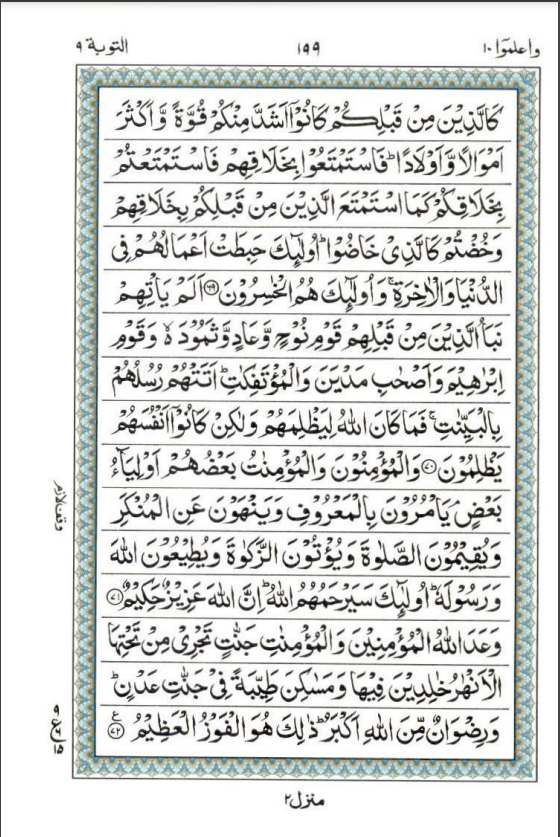 واعلموا ١٠
١٩٩
التوبة ٩
كَالَّذِيْنَ مِنْ قَبْلِكُمْ كَانُوْۤا اَشَدَّ مِنْكُمْ قُوَّةً وَّاَكْثَرَ
اَمْوَالًا وَّاَوْلَادًا ؕ فَاسْتَمْتَعُوْا بِخَلَاقِهِمْ فَاسْتَمْتَعْتُمْ
بِخَلَاقِكُمْ كَمَا اسْتَمْتَعَ الَّذِيْنَ مِنْ قَبْلِكُمْ بِخَلَاقِهِمْ
وَخُضْتُمْ كَالَّذِيْ خَاضُوْا ؕ اُولٰٓئِكَ حَبِطَتْ اَعْمَالُهُمْ فِى
الدُّنْيَا وَالْاٰخِرَةِ ۚ وَاُولٰٓئِكَ هُمُ الْخٰسِرُوْنَ ﴿٦٩﴾ اَلَمْ يَاْتِهِمْ
نَبَاُ الَّذِيْنَ مِنْ قَبْلِهِمْ قَوْمِ نُوْحٍ وَّعَادٍ وَّثَمُوْدَ ۙ۬ وَقَوْمِ
اِبْرٰهِيْمَ وَاَصْحٰبِ مَدْيَنَ وَالْمُؤْتَفِكٰتِ ؕ اَتَتْهُمْ رُسُلُهُمْ
بِالْبَيِّنٰتِ ۚ فَمَا كَانَ اللّٰهُ لِيَظْلِمَهُمْ وَلٰكِنْ كَانُوْۤا اَنْفُسَهُمْ
يَظْلِمُوْنَ ﴿٧٠﴾ وَالْمُؤْمِنُوْنَ وَالْمُؤْمِنٰتُ بَعْضُهُمْ اَوْلِيَآءُ
بَعْضٍ ۘ يَاْمُرُوْنَ بِالْمَعْرُوْفِ وَيَنْهَوْنَ عَنِ الْمُنْكَرِ
وَيُقِيْمُوْنَ الصَّلٰوةَ وَيُؤْتُوْنَ الزَّكٰوةَ وَيُطِيْعُوْنَ اللّٰهَ
وَرَسُوْلَهٗ ؕ اُولٰٓئِكَ سَيَرْحَمُهُمُ اللّٰهُ ؕ اِنَّ اللّٰهَ عَزِيْزٌ حَكِيْمٌ ﴿٧١﴾
وَعَدَ اللّٰهُ الْمُؤْمِنِيْنَ وَالْمُؤْمِنٰتِ جَنّٰتٍ تَجْرِيْ مِنْ تَحْتِهَا
الْاَنْهٰرُ خٰلِدِيْنَ فِيْهَا وَمَسٰكِنَ طَيِّبَةً فِيْ جَنّٰتِ عَدْنٍ ؕ
وَرِضْوَانٌ مِّنَ اللّٰهِ اَكْبَرُ ؕ ذٰلِكَ هُوَ الْفَوْزُ الْعَظِيْمُ ﴿٧٢﴾ ع
وقف لازم
منزل ٢